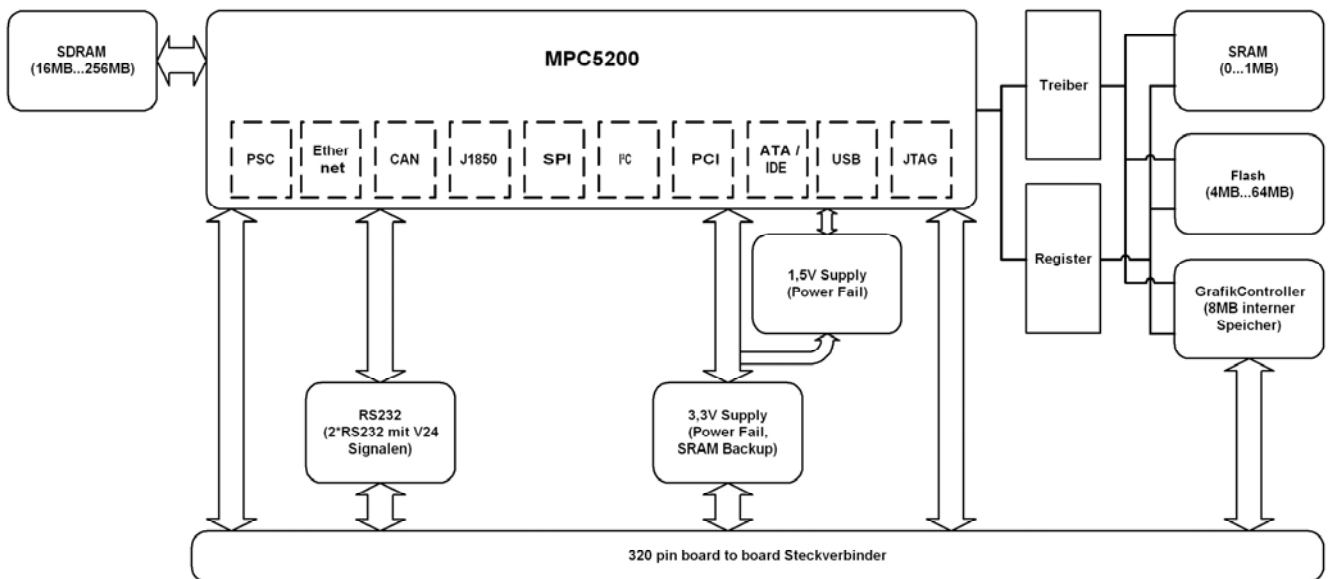 SDRAM
(16MB...256MB)
MPC5200
PSC
Ether
net
CAN
J1850
SPI
I²C
PCI
ATA /
IDE
USB
JTAG
Treiber
Register
SRAM
(0...1MB)
Flash
(4MB...64MB)
GrafikController
(8MB interner
Speicher)
1,5V Supply
(Power Fail)
RS232
(2*RS232 mit V24
Signalen)
3,3V Supply
(Power Fail,
SRAM Backup)
320 pin board to board Steckverbinder